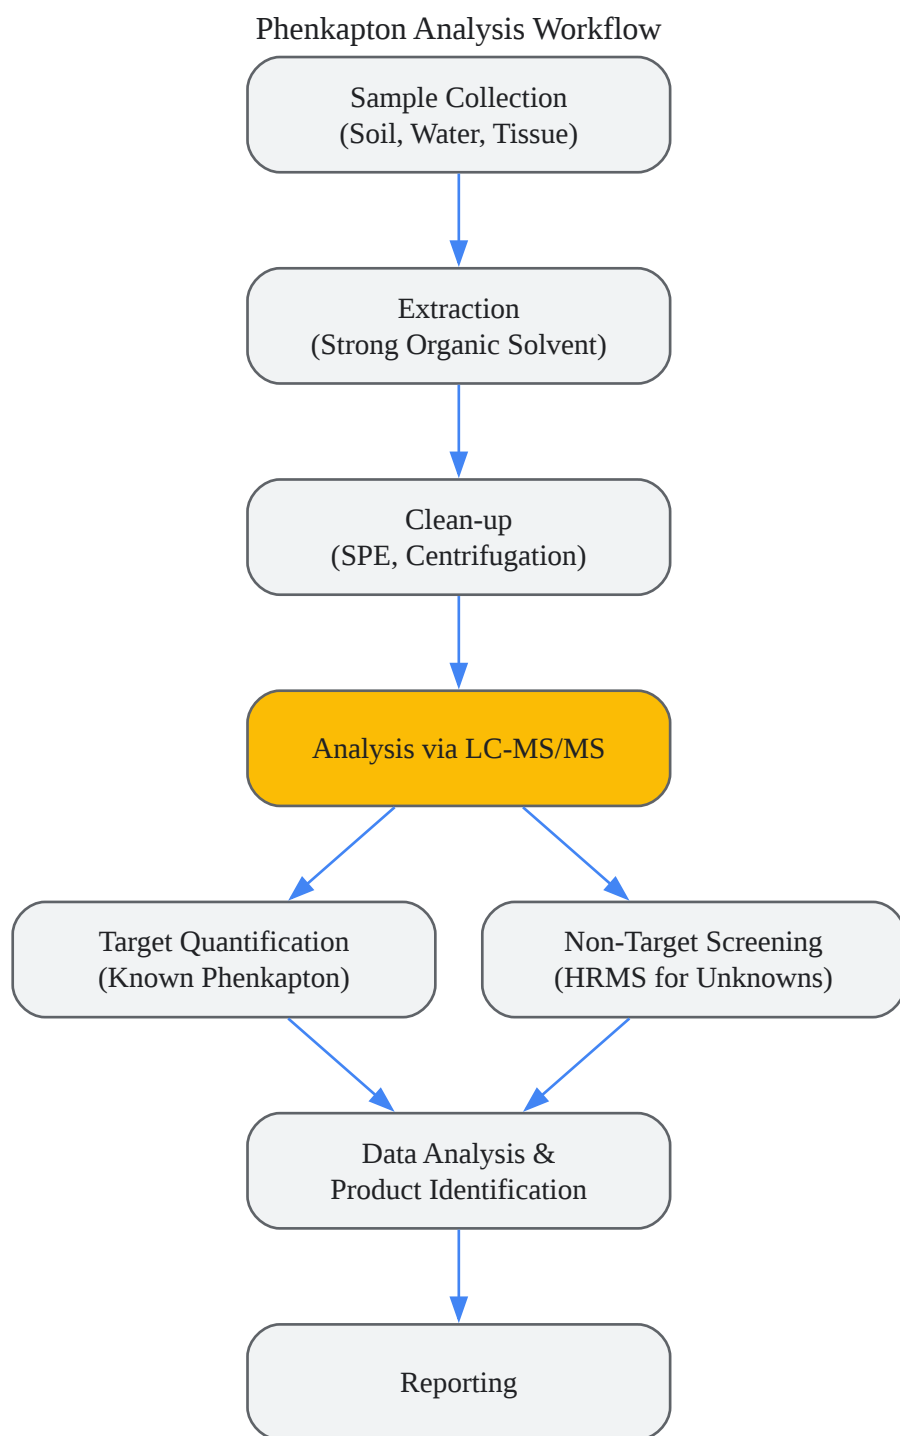 Phenkapton Analysis Workflow
Sample Collection
(Soil, Water, Tissue)
Extraction
(Strong Organic Solvent)
Clean-up
(SPE, Centrifugation)
Analysis via LC-MS/MS
Target Quantification
(Known Phenkapton)
Non-Target Screening
(HRMS for Unknowns)
Data Analysis &
Product Identification
Reporting